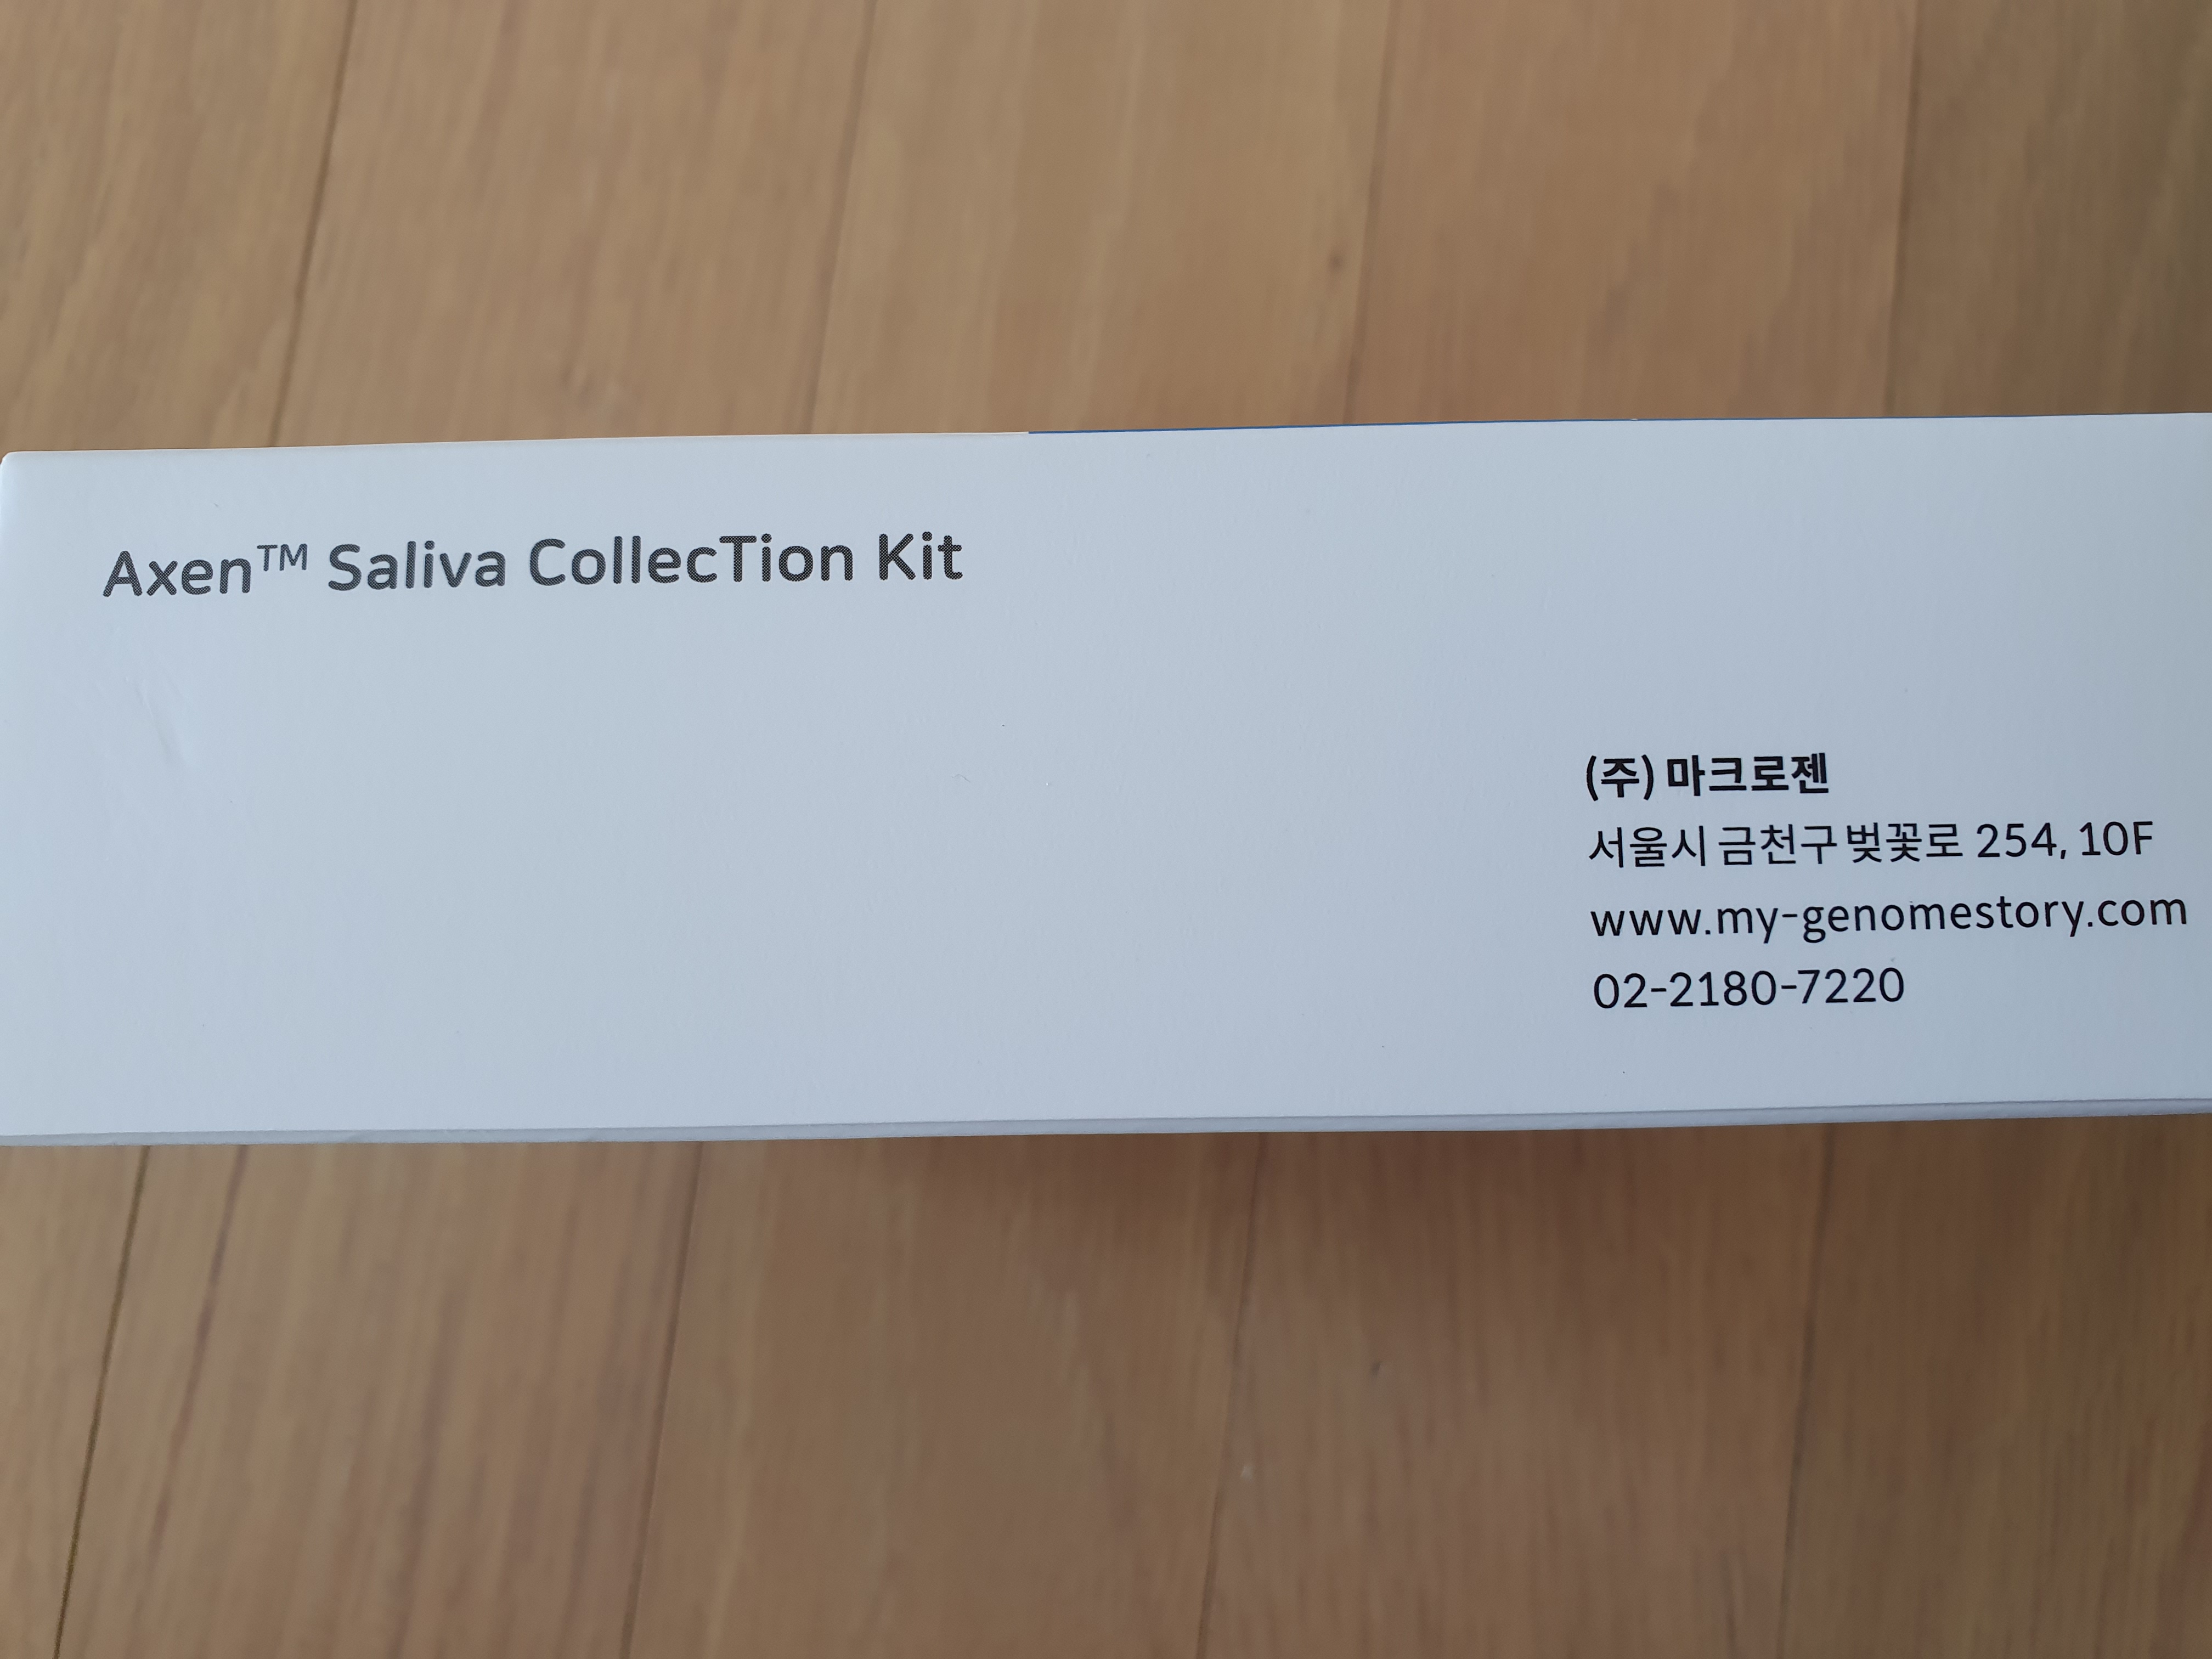 Axen™ Saliva CollecTion Kit
(주) 마크로젠
서울시 금천구 벚꽃로 254, 10F
www.my-genomestory.com
02-2180-7220